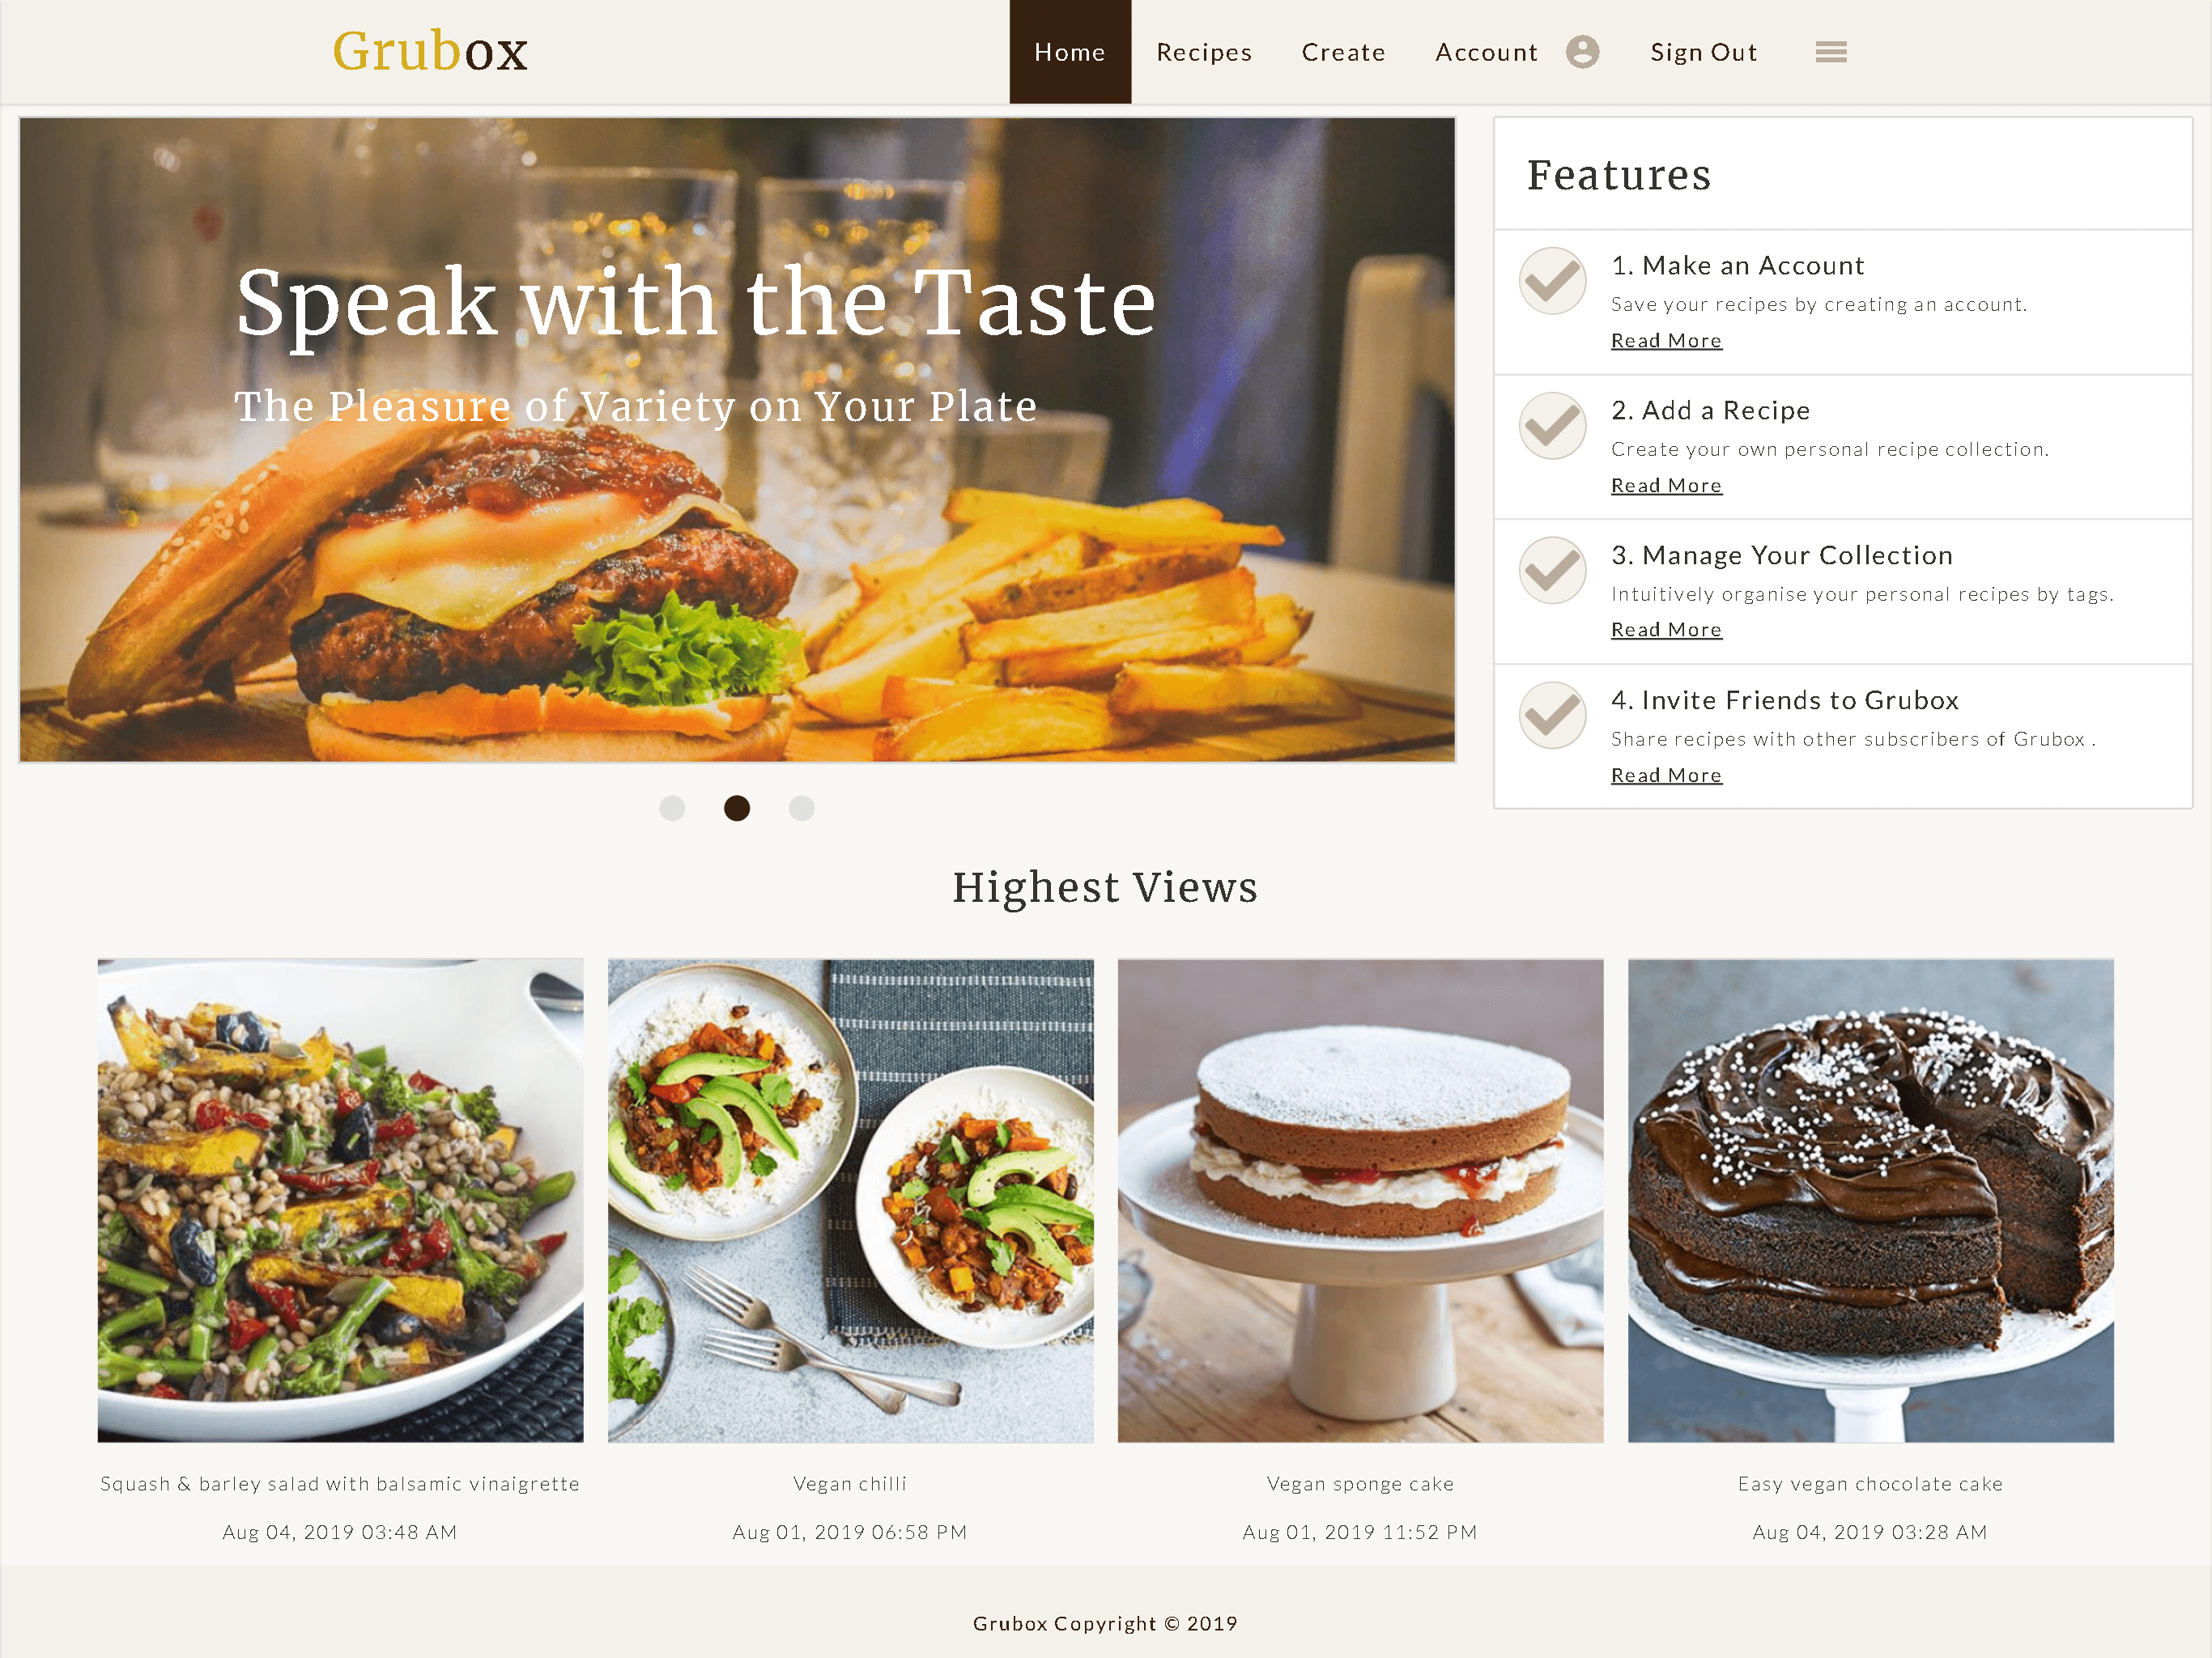 Grubox
Home Recipes Create Account Sign Out
Speak with the Taste
The Pleasure of Variety on Your Plate
Features
1. Make an Account
Save your recipes by creating an account.
Read More
2. Add a Recipe
Create your own personal recipe collection.
Read More
3. Manage Your Collection
Intuitively organise your personal recipes by tags.
Read More
4. Invite Friends to Grubox
Share recipes with other subscribers of Grubox .
Read More
Highest Views
Squash & barley salad with balsamic vinaigrette
Aug 04, 2019 03:48 AM
Vegan chilli
Aug 01, 2019 06:58 PM
Vegan sponge cake
Aug 01, 2019 11:52 PM
Easy vegan chocolate cake
Aug 04, 2019 03:28 AM
Grubox Copyright © 2019